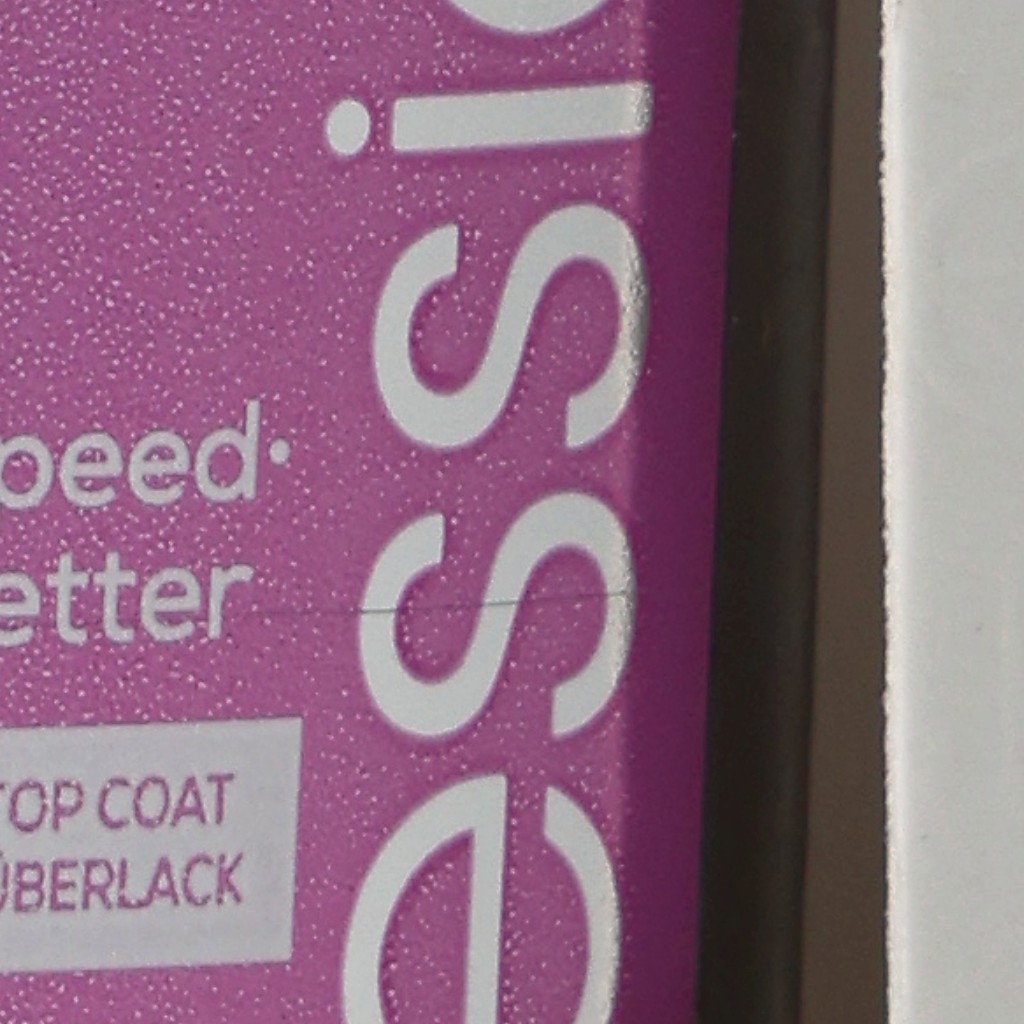 peed·
etter
TOP COAT
ÜBERLACK
essie